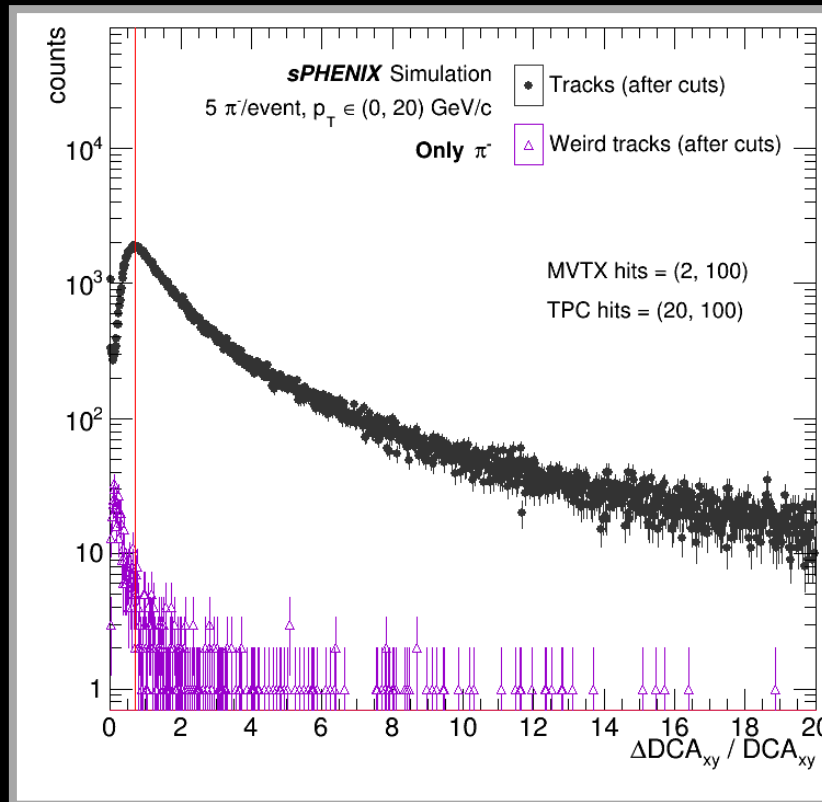 counts
sPHENIX Simulation
5 π⁻/event, p_T ∈ (0, 20) GeV/c
Only π⁻
Tracks (after cuts)
Weird tracks (after cuts)
MVTX hits = (2, 100)
TPC hits = (20, 100)
10⁴
10³
10²
10
1
0 2 4 6 8 10 12 14 16 18 20
ΔDCA_xy / DCA_xy